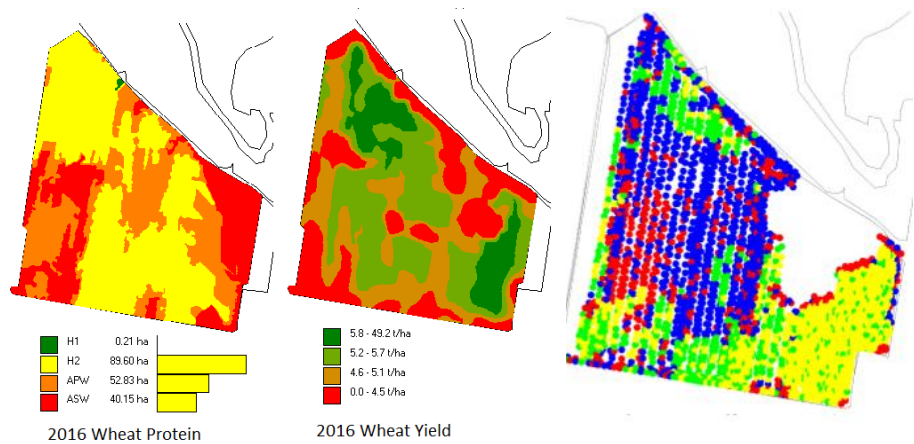 H1 0.21 ha
H2 89.60 ha
APW 52.83 ha
ASW 40.15 ha
2016 Wheat Protein
5.8 - 49.2 t/ha
5.2 - 5.7 t/ha
4.6 - 5.1 t/ha
0.0 - 4.5 t/ha
2016 Wheat Yield